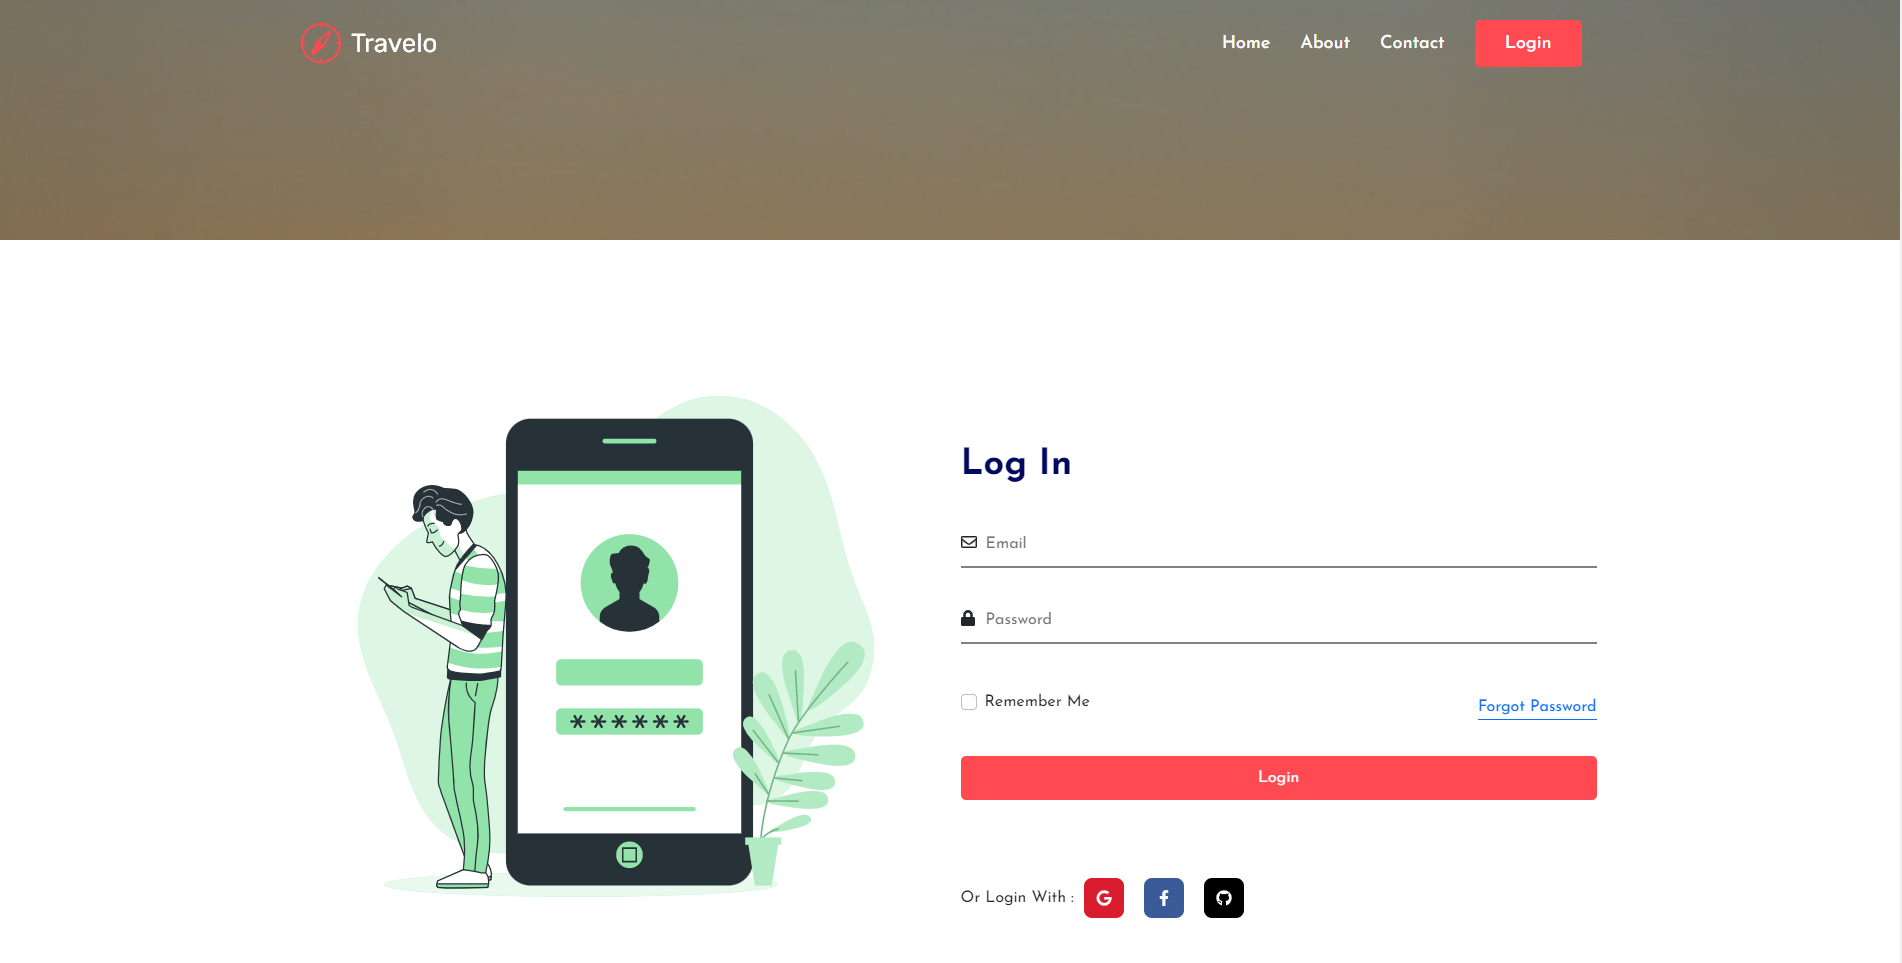 Travelo
Home About Contact Login
Log In
Email
Password
******
Remember Me Forgot Password
Login
Or Login With :